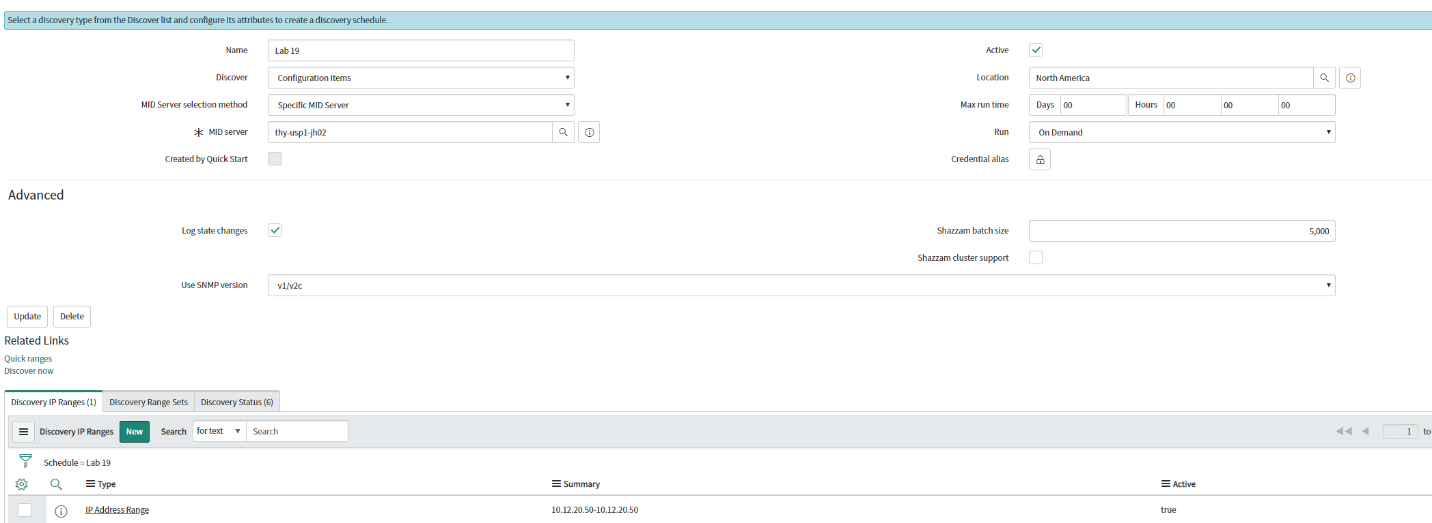 Select a discovery type from the Discover list and configure its attributes to create a discovery schedule.
Name Lab 19 Active
Discover Configuration Items Location North America
MID Server selection method Specific MID Server Max run time Days 00 Hours 00 00 00
MID server thy-usp1-jh02 Run On Demand
Created by Quick Start Credential alias
Advanced
Log state changes Shazzam batch size 5,000
Shazzam cluster support
Use SNMP version v1/v2c
Update Delete
Related Links
Quick ranges
Discover now
Discovery IP Ranges (1) Discovery Range Sets Discovery Status (6)
Discovery IP Ranges New Search for text Search 1 to
Schedule = Lab 19
Type Summary Active
IP Address Range 10.12.20.50-10.12.20.50 true